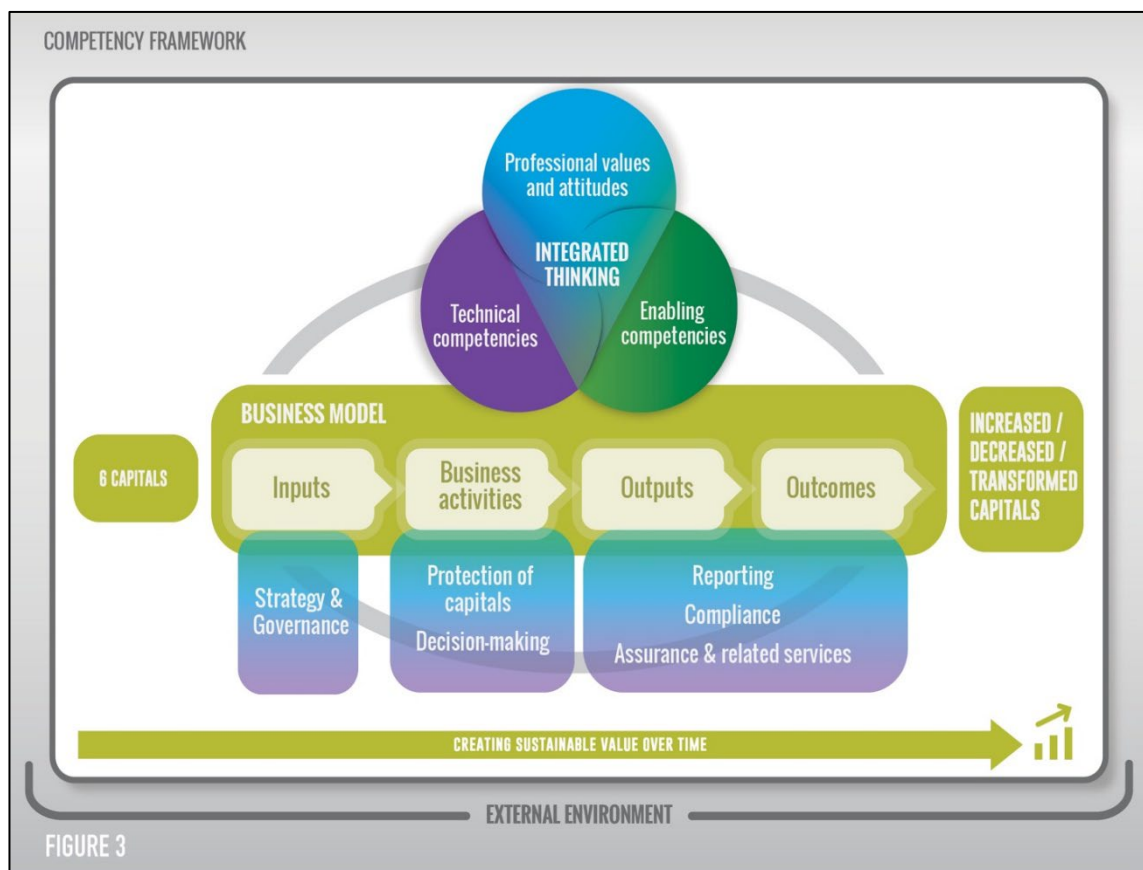 COMPETENCY FRAMEWORK
Professional values
and attitudes
INTEGRATED
THINKING
Technical
competencies
Enabling
competencies
BUSINESS MODEL
6 CAPITALS
Inputs
Business
activities
Outputs
Outcomes
INCREASED /
DECREASED /
TRANSFORMED
CAPITALS
Strategy &
Governance
Protection of
capitals
Decision-making
Reporting
Compliance
Assurance & related services
CREATING SUSTAINABLE VALUE OVER TIME
EXTERNAL ENVIRONMENT
FIGURE 3